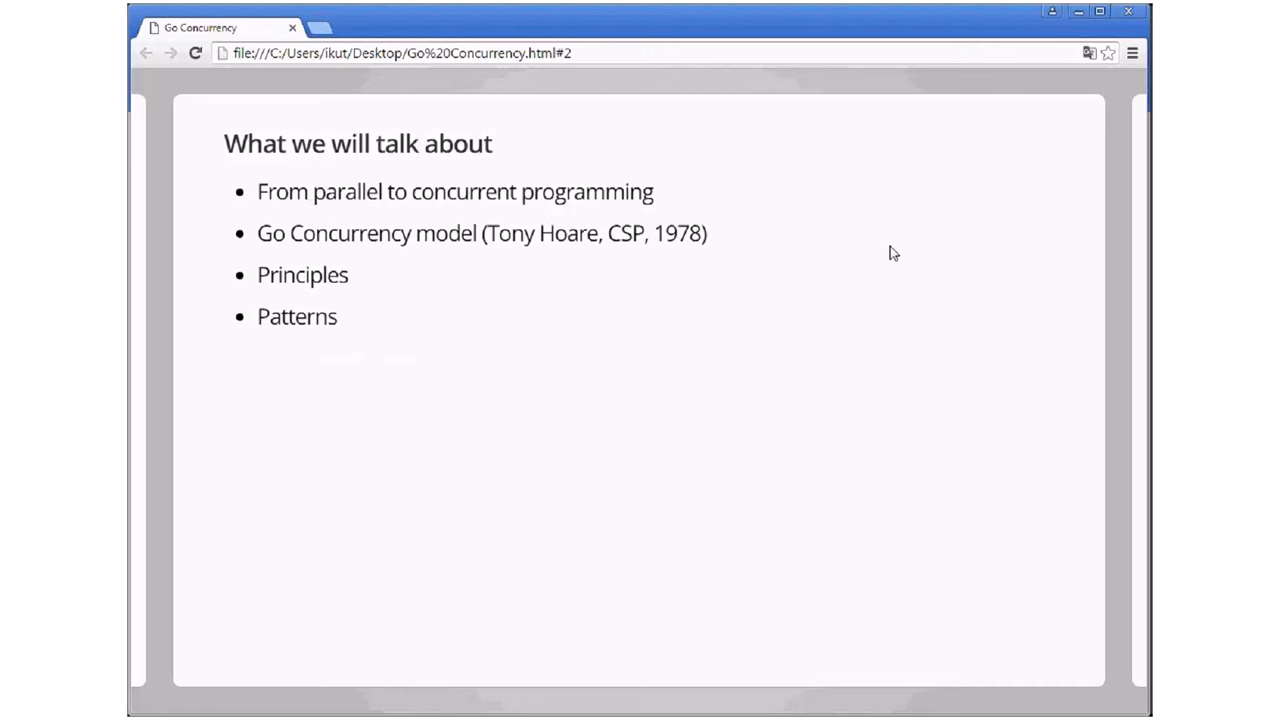 Go Concurrency
file:///C:/Users/ikut/Desktop/Go%20Concurrency.html#2
What we will talk about
From parallel to concurrent programming
Go Concurrency model (Tony Hoare, CSP, 1978)
Principles
Patterns